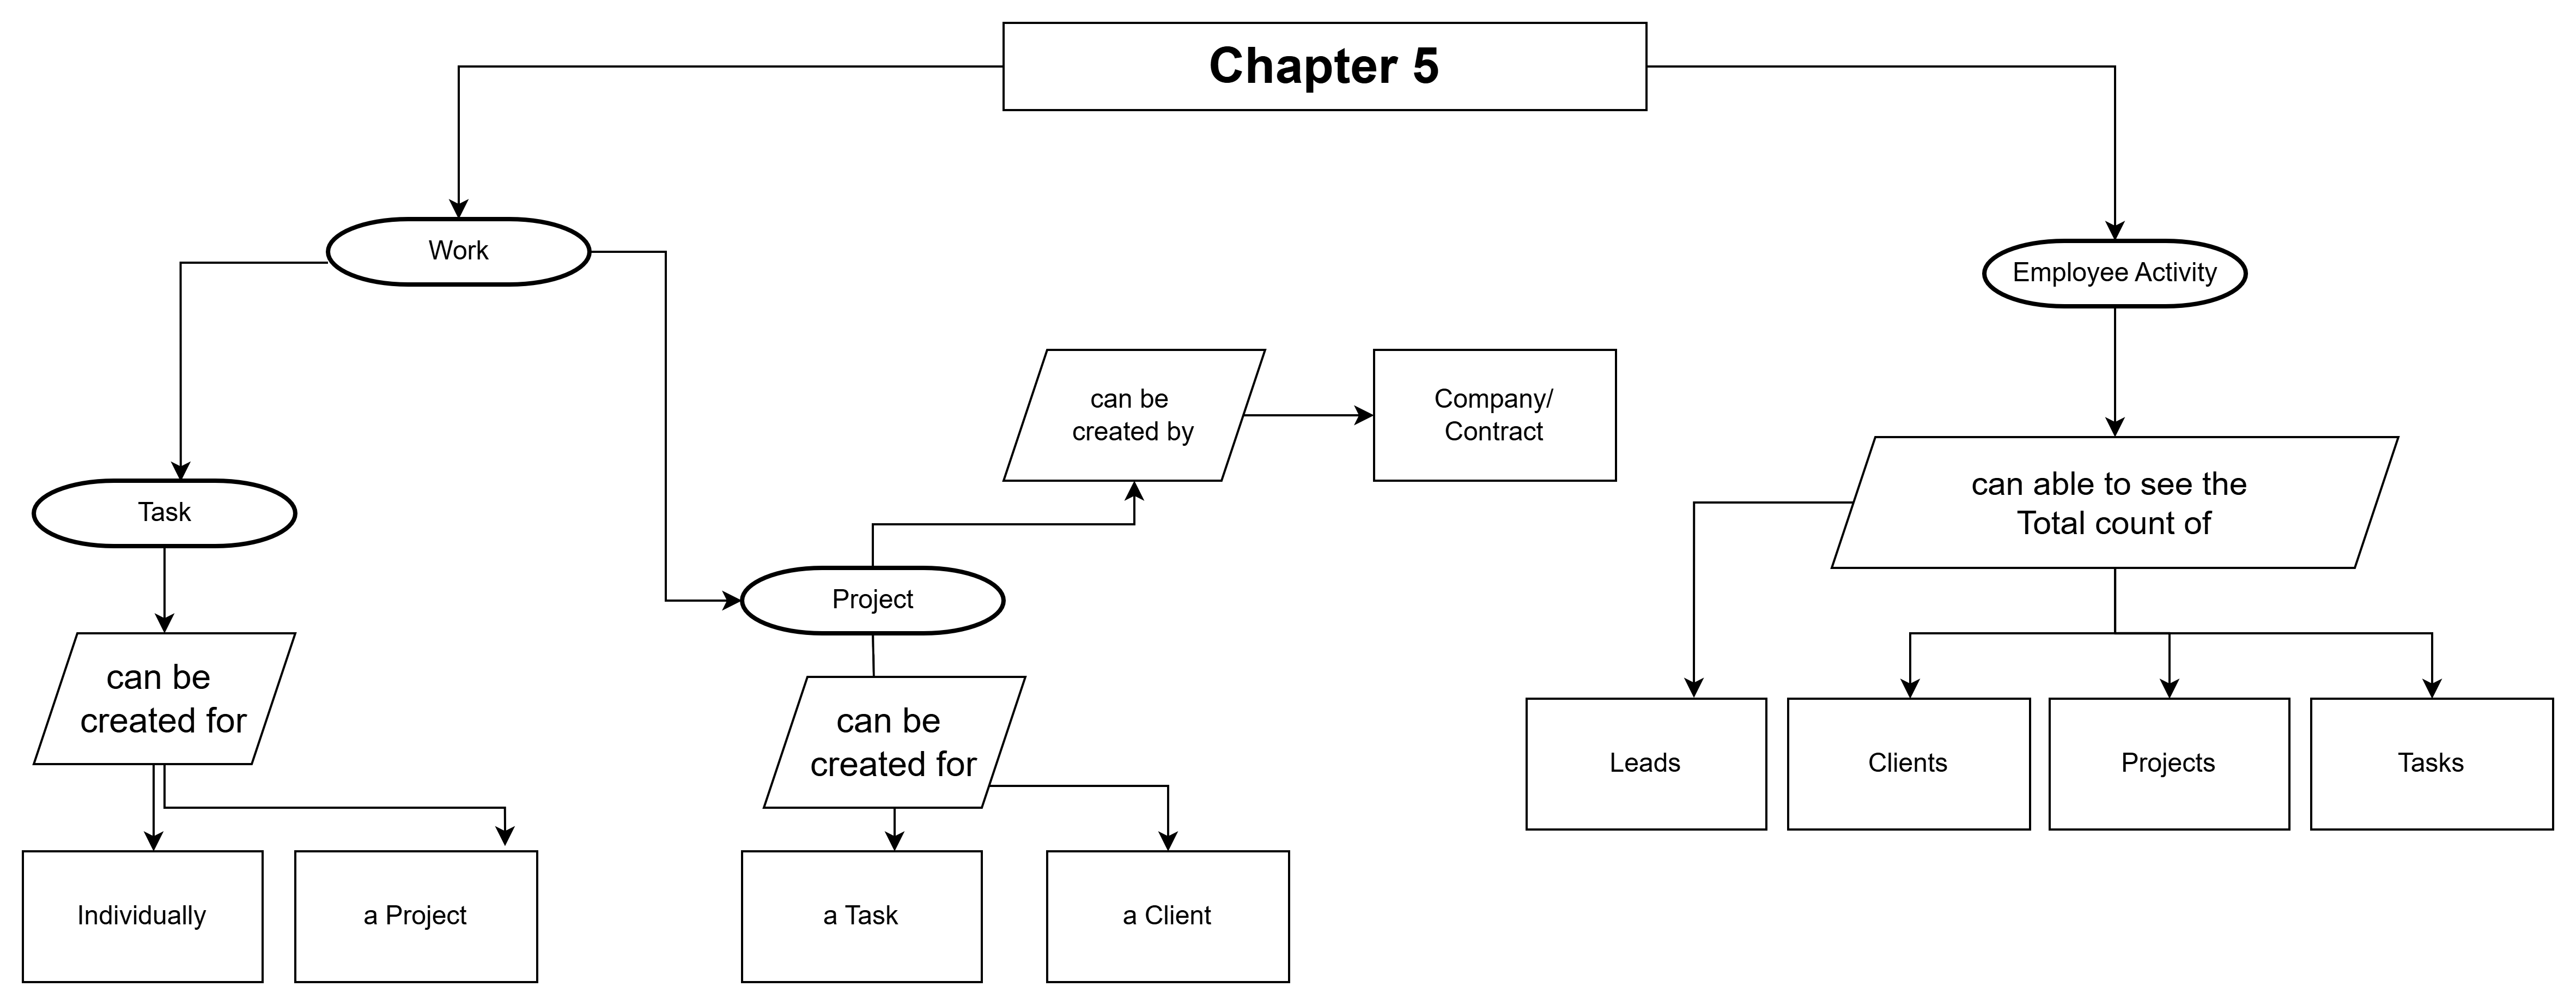 Chapter 5
Work
Employee Activity
can be
created by
Company/
Contract
can able to see the
Total count of
Task
Project
can be
created for
can be
created for
Leads
Clients
Projects
Tasks
Individually
a Project
a Task
a Client